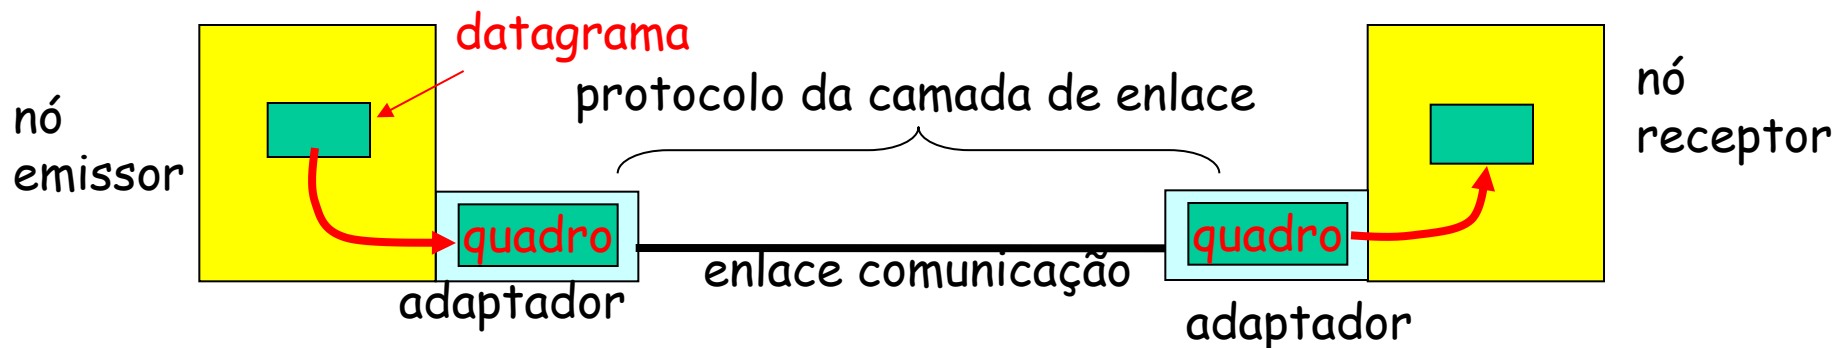 datagrama
protocolo da camada de enlace
nó
emissor
nó
receptor
quadro
quadro
enlace comunicação
adaptador
adaptador